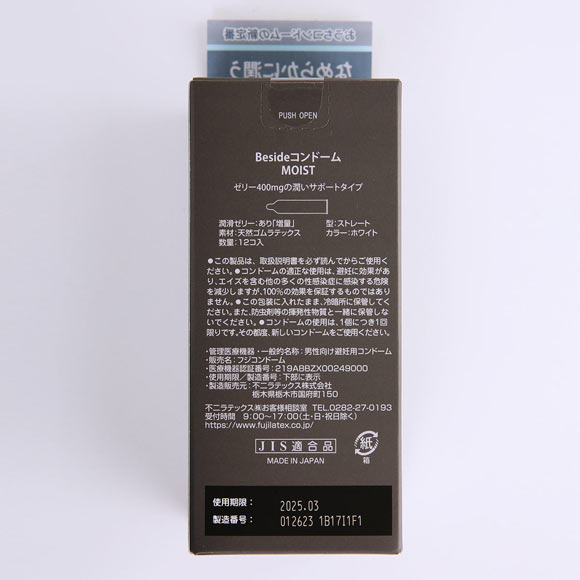 おうちコンドームの新定番
なめらかに潤う
PUSH OPEN
Besideコンドーム
MOIST
ゼリー400mgの潤いサポートタイプ
潤滑ゼリー：あり「増量」 型：ストレート
素材：天然ゴムラテックス カラー：ホワイト
数量：12コ入
●この製品は、取扱説明書を必ず読んでからご使用く
ださい。●コンドームの適正な使用は、避妊に効果があ
り、エイズを含む他の多くの性感染症に感染する危険
を減少しますが、100%の効果を保証するものではあり
ません。●この包装に入れたまま、冷暗所に保管してく
ださい。また、防虫剤等の揮発性物質と一緒に保管しな
いでください。●コンドームの使用は、1個につき1回
限りです。その都度、新しいコンドームをご使用ください。
・管理医療機器・一般的名称：男性向け避妊用コンドーム
・販売名：フジコンドーム
・医療機器認証番号：219ABBZX00249000
・使用期限／製造番号：下部に表示
・製造販売元：不二ラテックス株式会社
栃木県栃木市国府町150
不二ラテックス㈱お客様相談室 TEL.0282-27-0193
受付時間 9:00〜17:00（土・日・祝日除く）
https://www.fujilatex.co.jp/
紙
箱
JIS適合品
MADE IN JAPAN
使用期限： 2025.03
製造番号： 012623 1B17I1F1